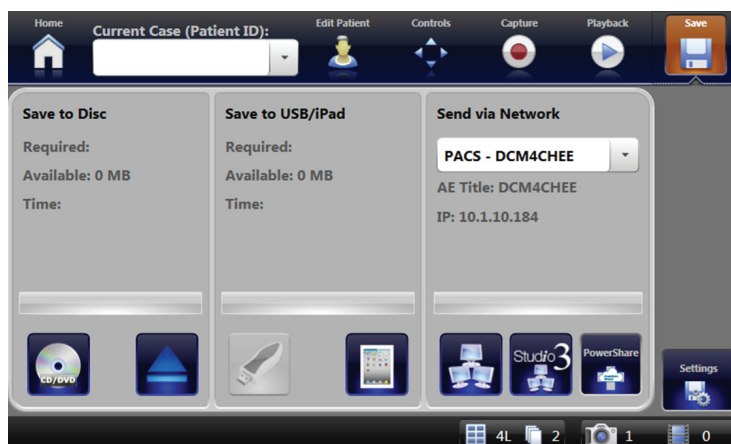 Home
Current Case (Patient ID):
Edit Patient
Controls
Capture
Playback
Save
Save to Disc
Required:
Available: 0 MB
Time:
CD/DVD
Save to USB/iPad
Required:
Available: 0 MB
Time:
Send via Network
PACS - DCM4CHEE
AE Title: DCM4CHEE
IP: 10.1.10.184
Studio3
PowerShare
Settings
4L
2
1
0